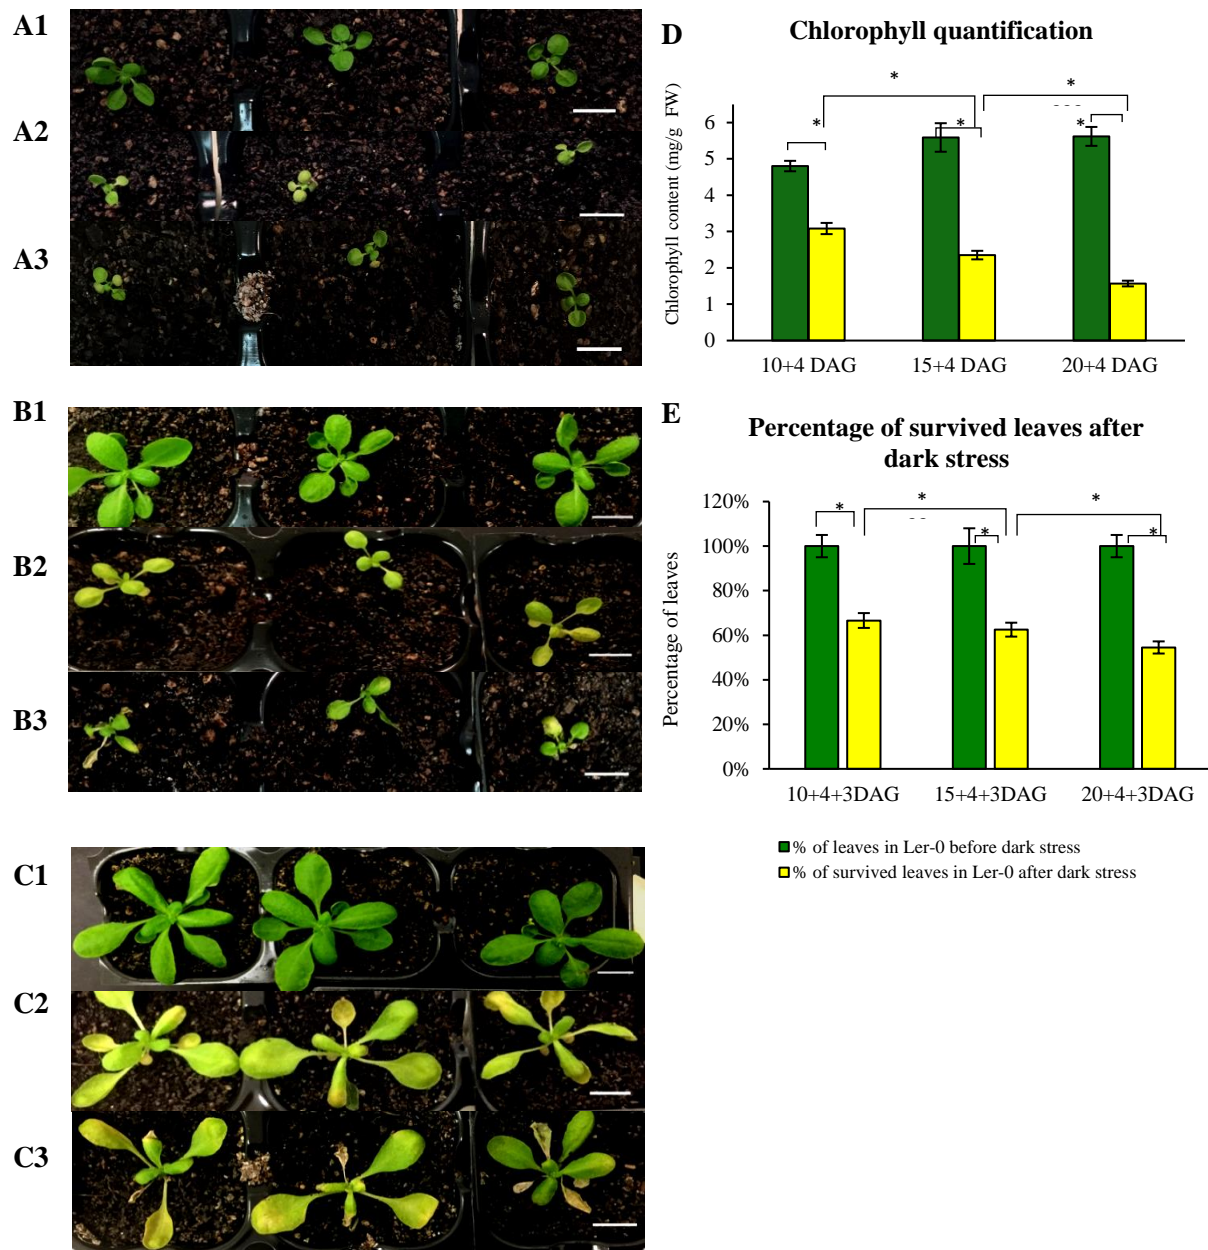 A1
A2
A3
B1
B2
B3
C1
C2
C3
D
Chlorophyll quantification
Chlorophyll content (mg/g FW)
6
5
4
3
2
1
0
* * * * *
10+4 DAG 15+4 DAG 20+4 DAG
E
Percentage of survived leaves after
dark stress
Percentage of leaves
120%
100%
80%
60%
40%
20%
0%
* * * * *
10+4+3DAG 15+4+3DAG 20+4+3DAG
% of leaves in Ler-0 before dark stress
% of survived leaves in Ler-0 after dark stress